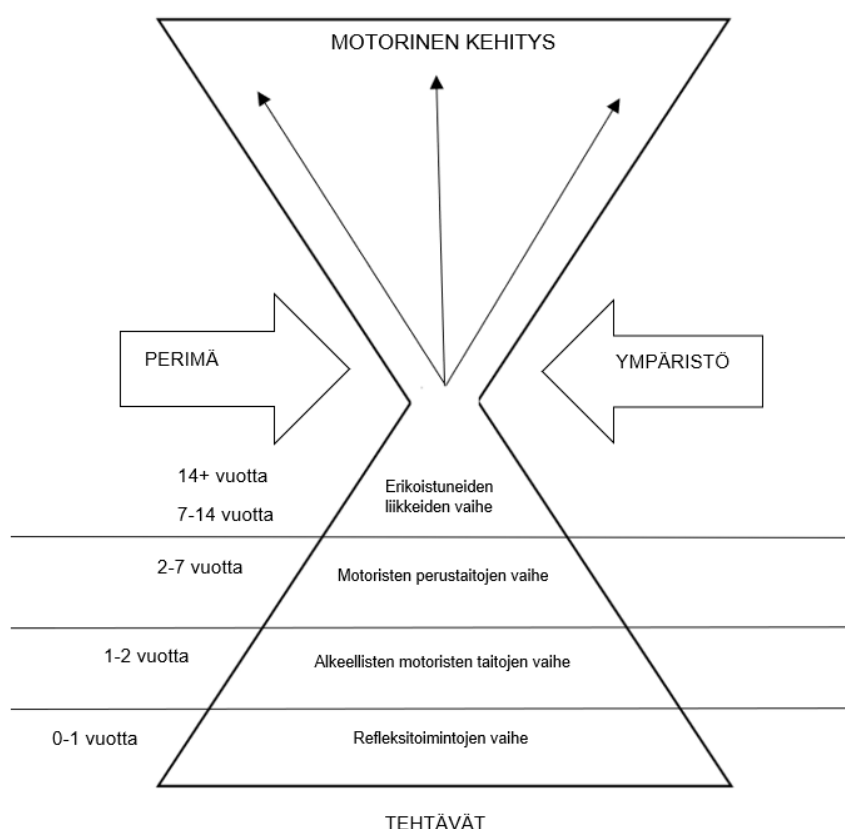 MOTORINEN KEHITYS
PERIMÄ
YMPÄRISTÖ
14+ vuotta
Erikoistuneiden
liikkeiden vaihe
7-14 vuotta
2-7 vuotta
Motoristen perustaitojen vaihe
1-2 vuotta
Alkeellisten motoristen taitojen vaihe
0-1 vuotta
Refleksitoimintojen vaihe
TEHTÄVÄT